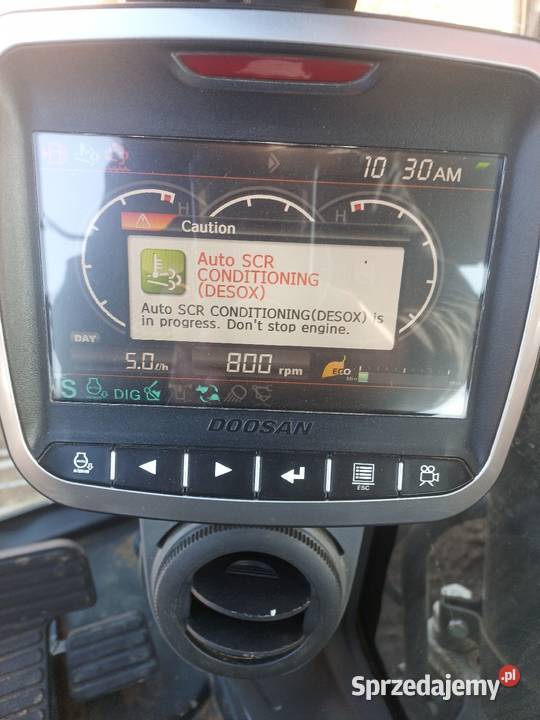 10 30 AM
H H
Caution
Auto SCR
CONDITIONING
(DESOX)
Auto SCR CONDITIONING(DESOX) is
in progress. Don't stop engine.
DAY
5.0 ℓ/h 800 rpm ECO
S DIG
DOOSAN
ESC
Sprzedajemy.pl